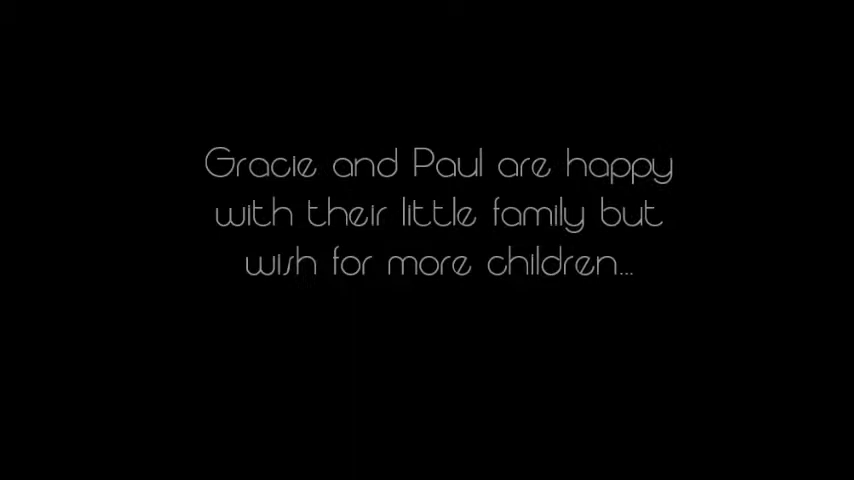 Gracie and Paul are happy
with their little family but
wish for more children...